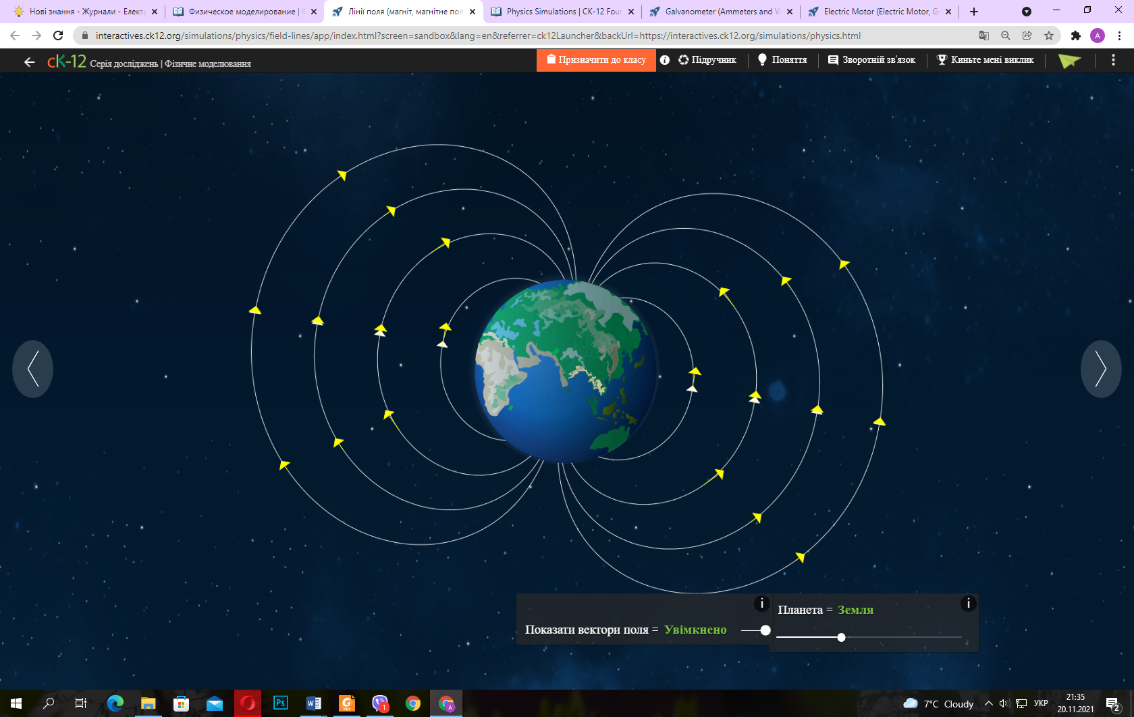 Нові знання - Журнали - Елект
Физическое моделирование |
Лінії поля (магніт, магнітне пол
Physics Simulations | CK-12 Foun
Galvanometer (Ammeters and V
Electric Motor (Electric Motor, G
interactives.ck12.org/simulations/physics/field-lines/app/index.html?screen=sandbox&lang=en&referrer=ck12Launcher&backUrl=https://interactives.ck12.org/simulations/physics.html
A
cK-12 Серія досліджень | Фізичне моделювання
Призначити до класу
Підручник
Поняття
Зворотній зв'язок
Киньте мені виклик
Показати вектори поля = Увімкнено
Планета = Земля
7°C Cloudy
УКР
21:35
20.11.2021
2